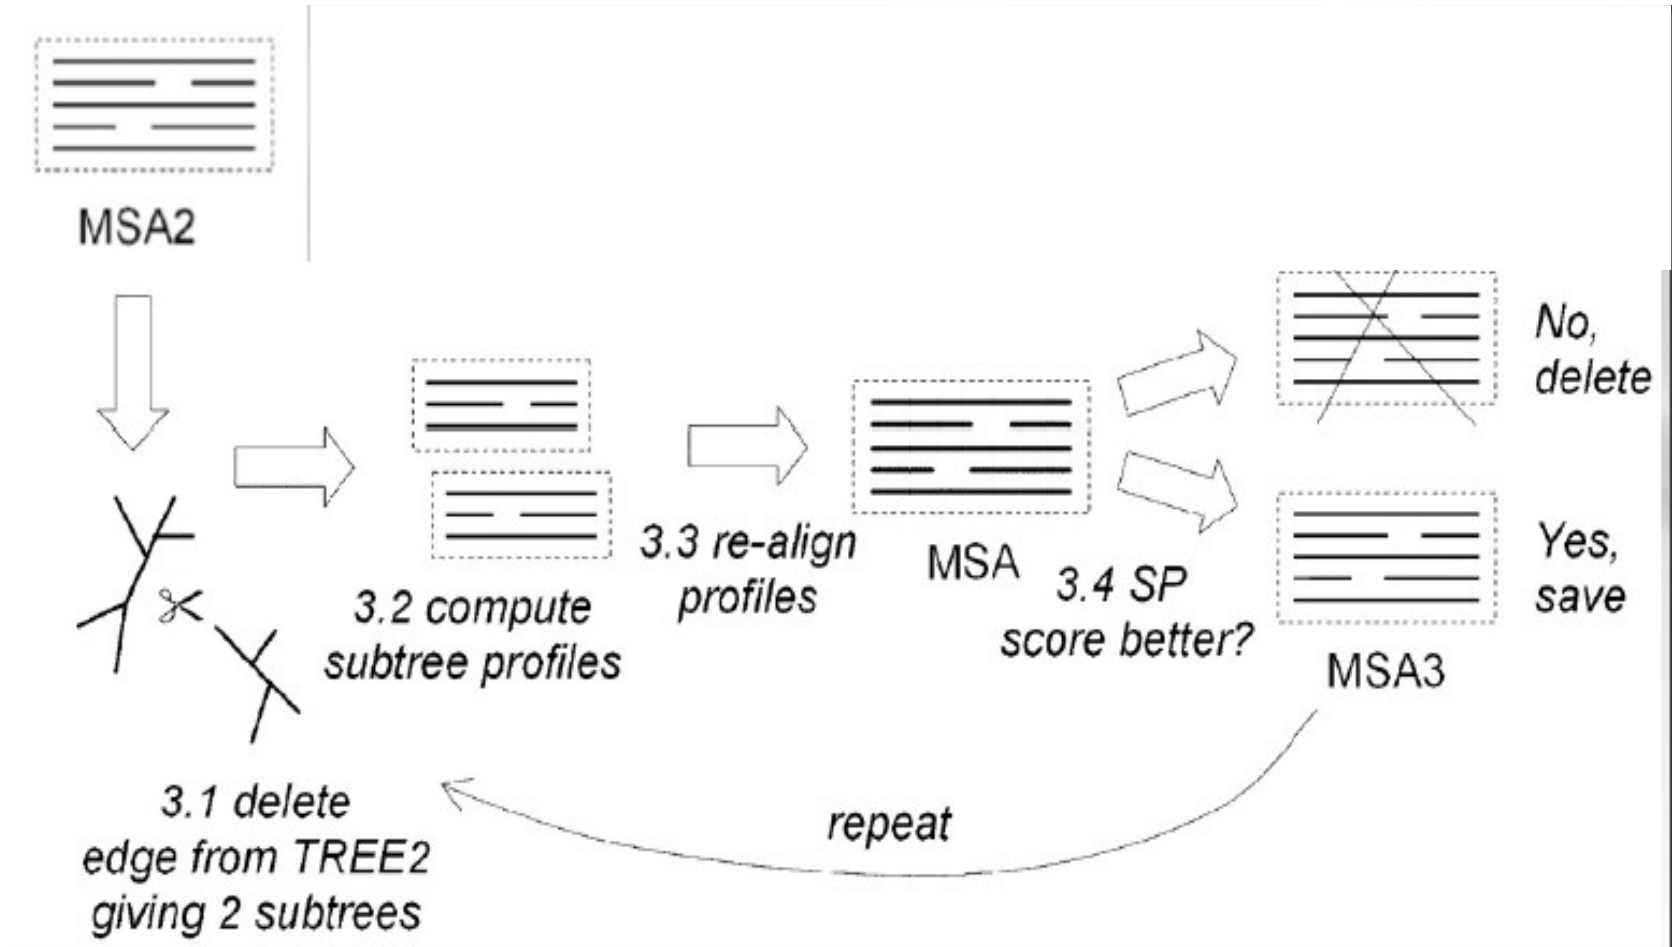 MSA2
No,
delete
3.3 re-align
profiles
MSA
3.4 SP
score better?
Yes,
save
3.2 compute
subtree profiles
MSA3
3.1 delete
edge from TREE2
giving 2 subtrees
repeat